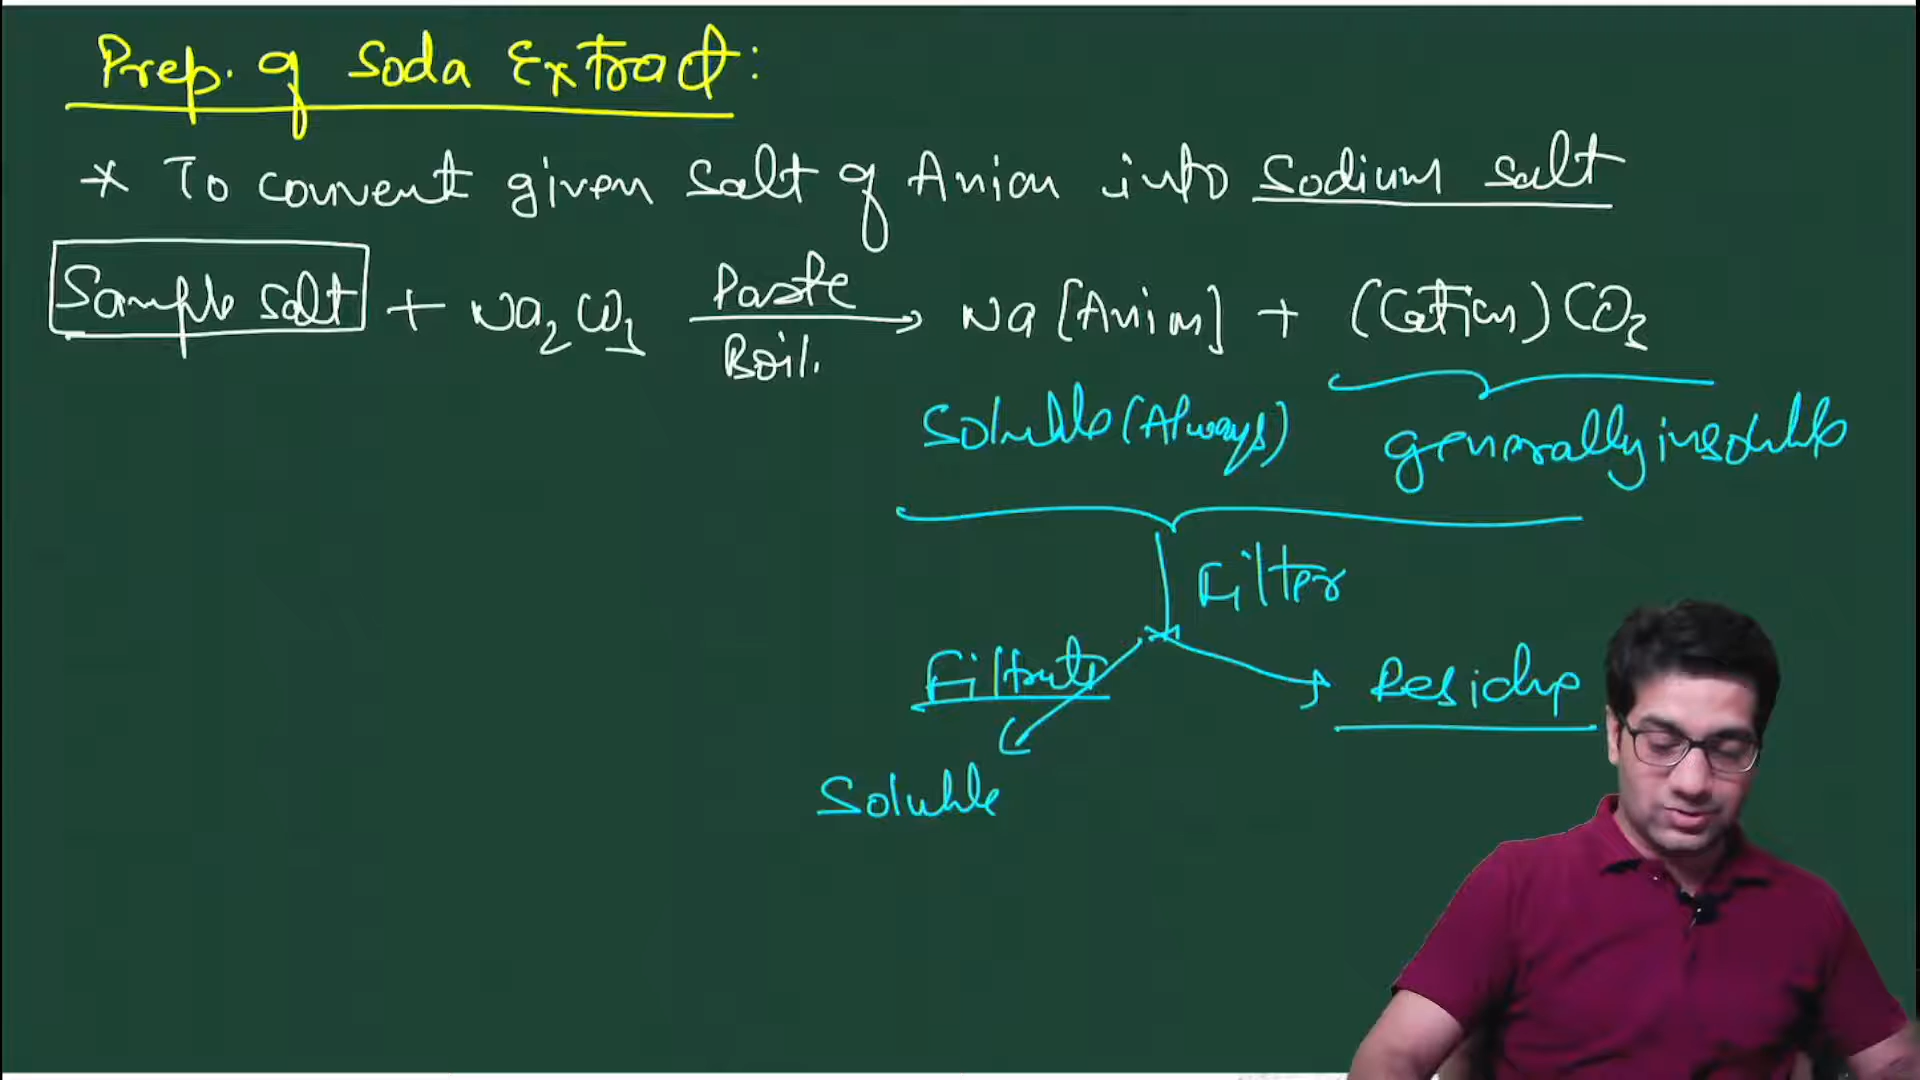 Prep. of Soda Extract:
* To convert given salt of Anion into Sodium salt
Sample salt + Na2CO3 Paste Boil. → Na [Anion] + (Cation) CO3
Soluble (Always) generally insoluble
Filter
Filtrate Residue
Soluble